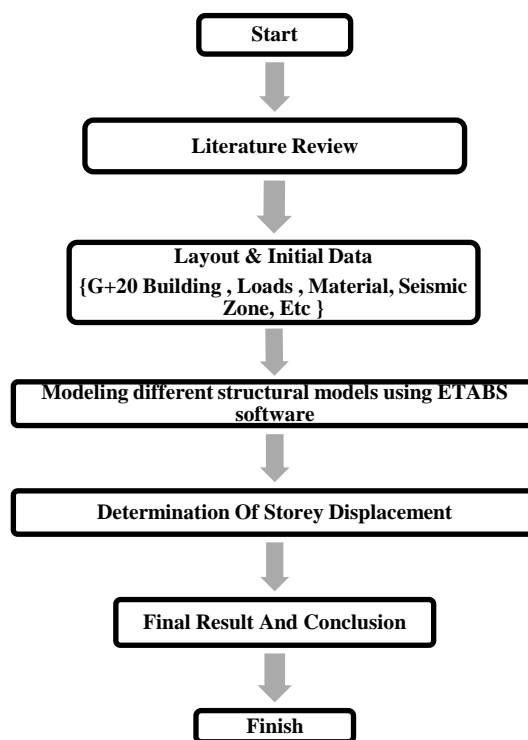 Start
Literature Review
Layout & Initial Data
{G+20 Building , Loads , Material, Seismic
Zone, Etc }
Modeling different structural models using ETABS
software
Determination Of Storey Displacement
Final Result And Conclusion
Finish